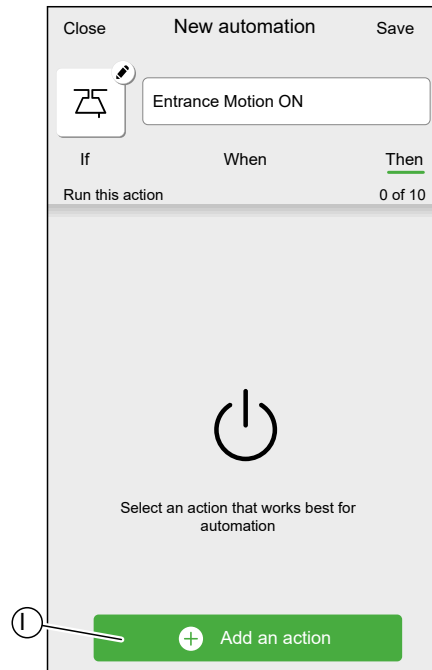 Close New automation Save
Entrance Motion ON
If When Then
Run this action 0 of 10
Select an action that works best for
automation
I
Add an action